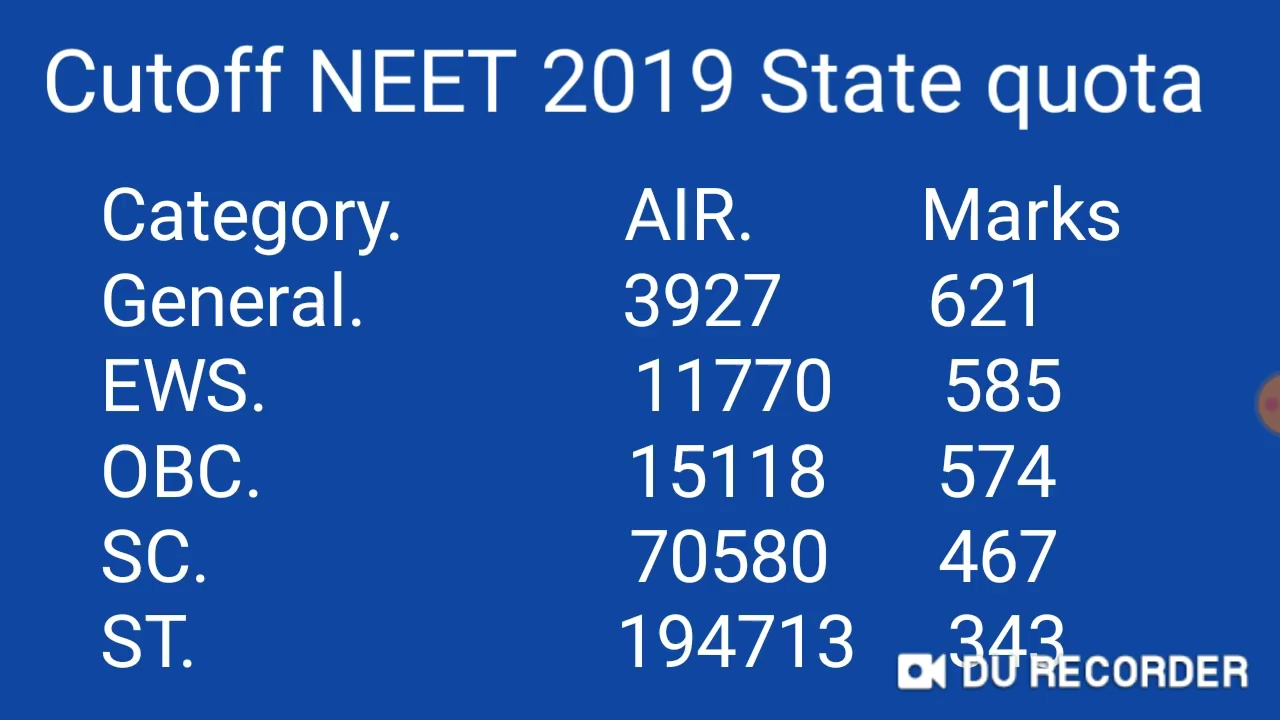 Cutoff NEET 2019 State quota
Category. AIR. Marks
General. 3927 621
EWS. 11770 585
OBC. 15118 574
SC. 70580 467
ST. 194713 343
DU RECORDER